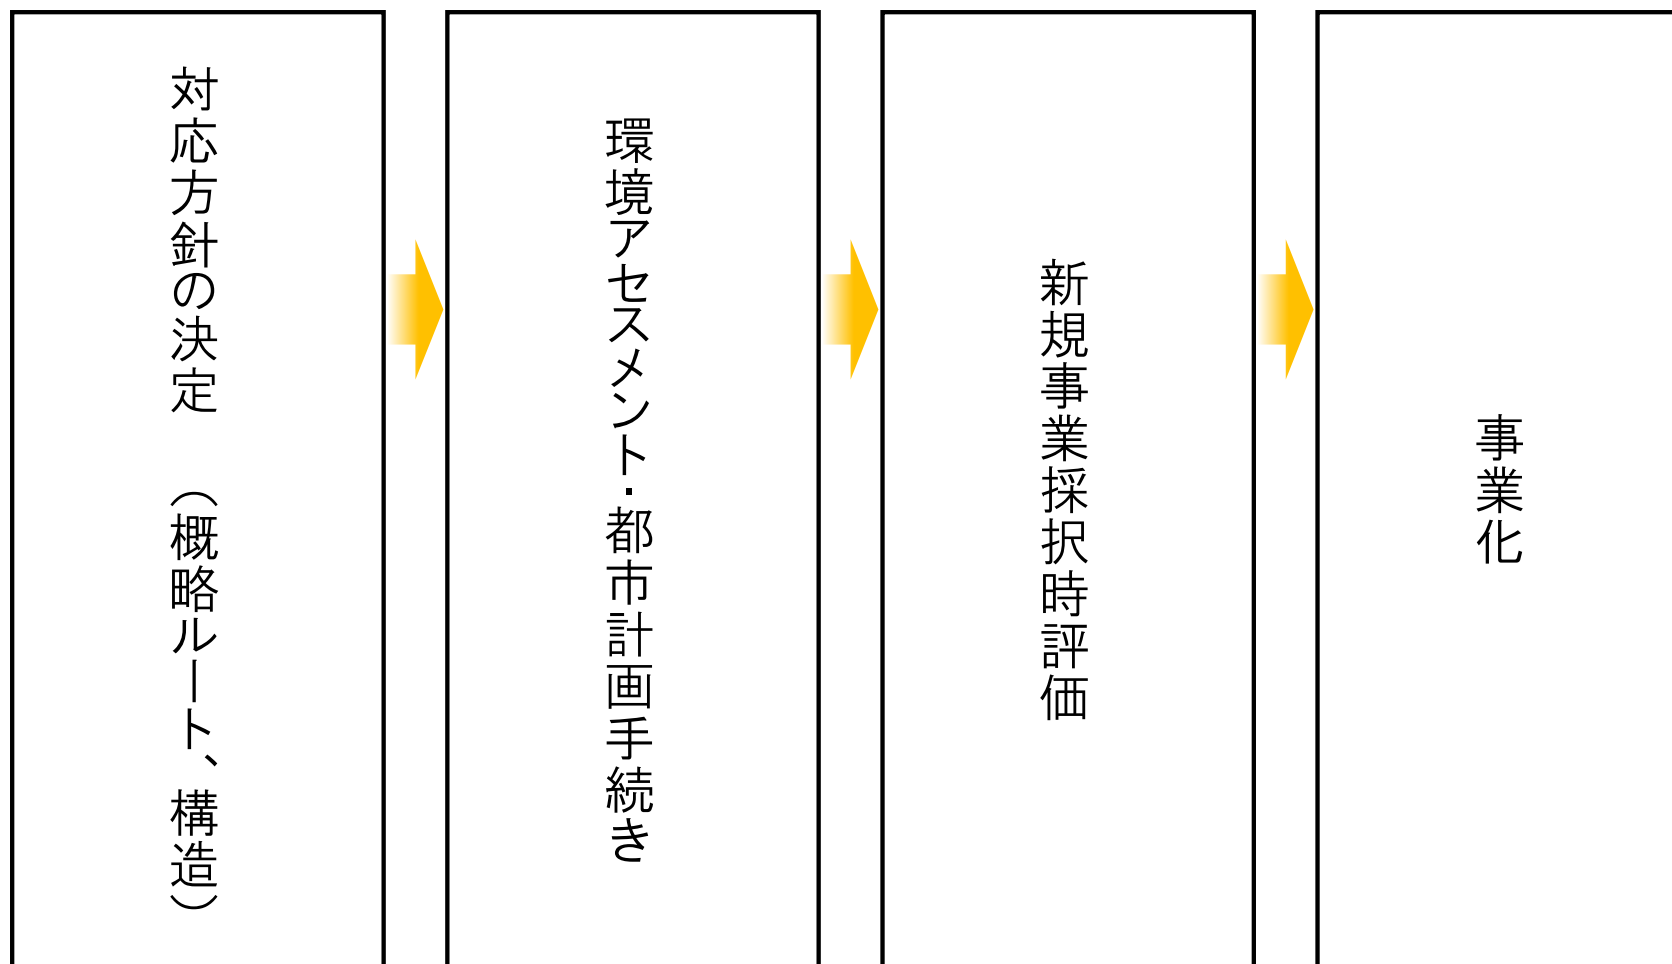 対応方針の決定　（概略ルート、構造）
環境アセスメント・都市計画手続き
新規事業採択時評価
事業化